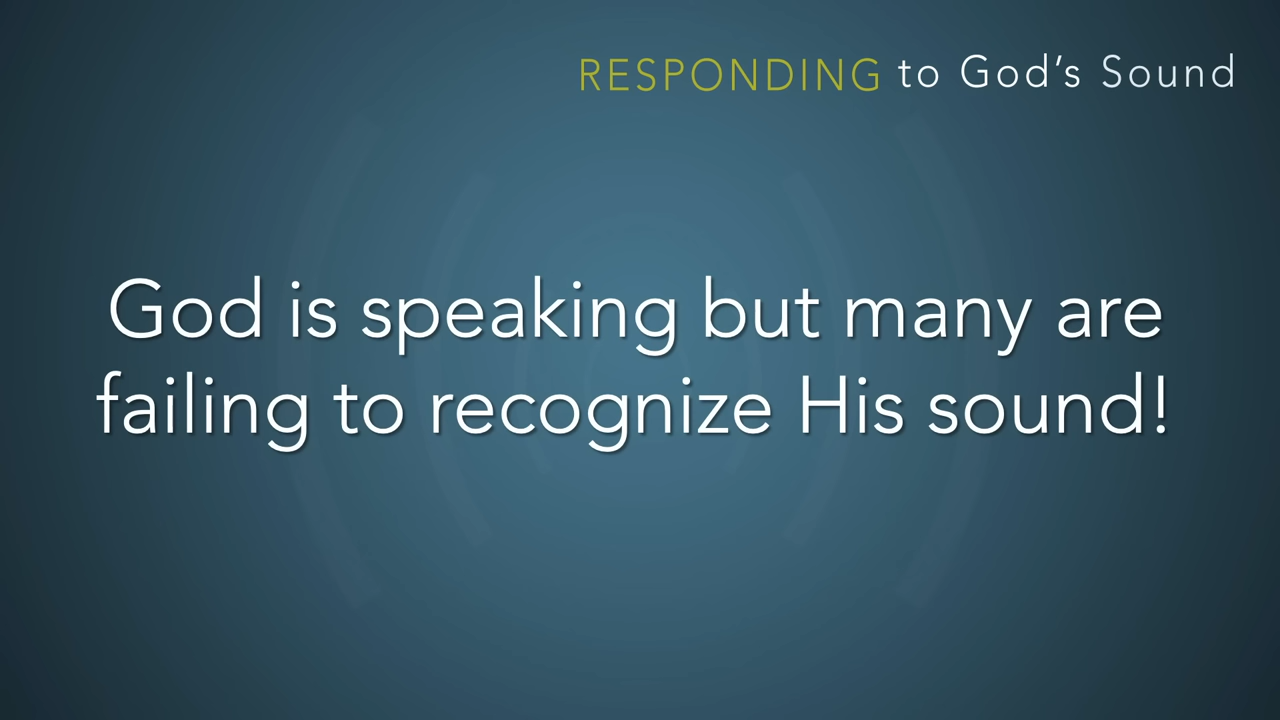 RESPONDING to God's Sound
God is speaking but many are
failing to recognize His sound!